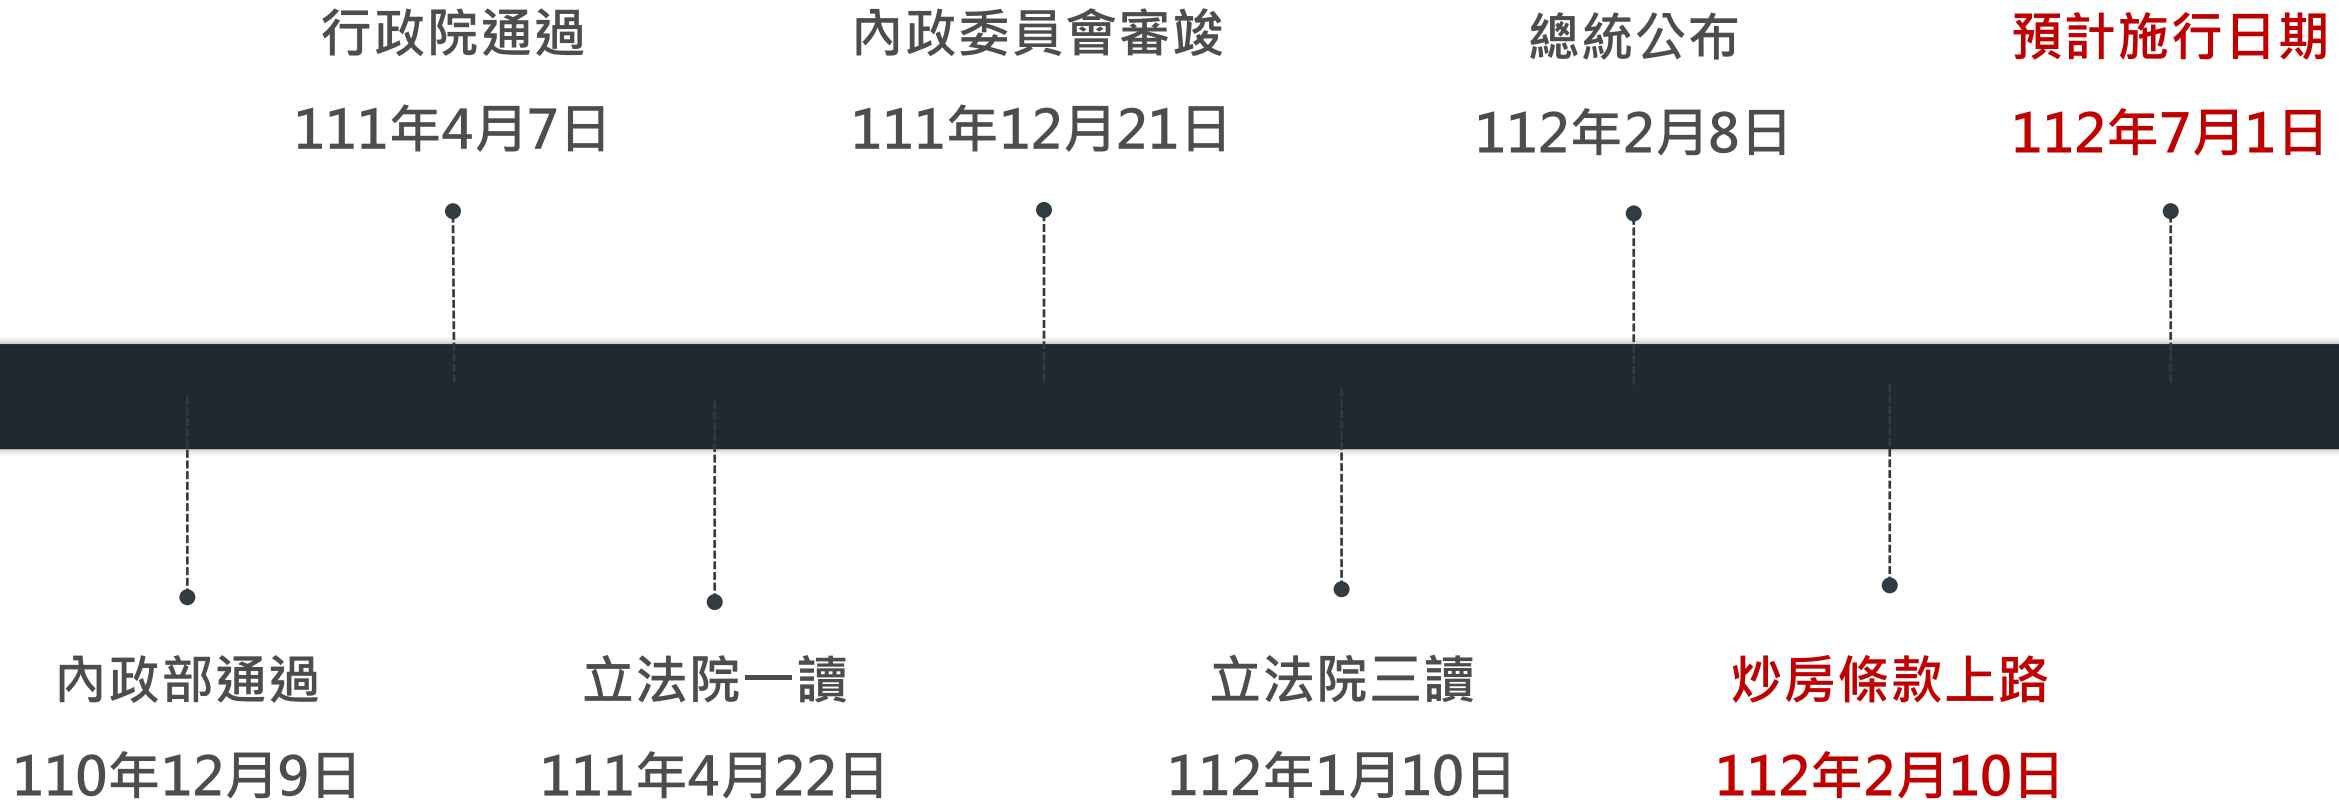 行政院通過
111年4月7日
內政委員會審竣
111年12月21日
總統公布
112年2月8日
預計施行日期
112年7月1日
內政部通過
110年12月9日
立法院一讀
111年4月22日
立法院三讀
112年1月10日
炒房條款上路
112年2月10日